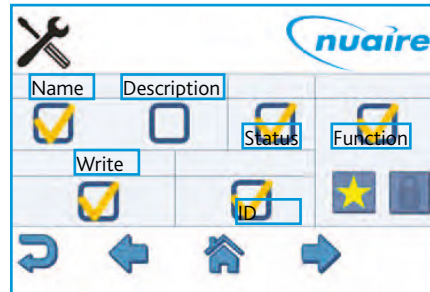 nuaire
Name Description
Status Function
Write
ID